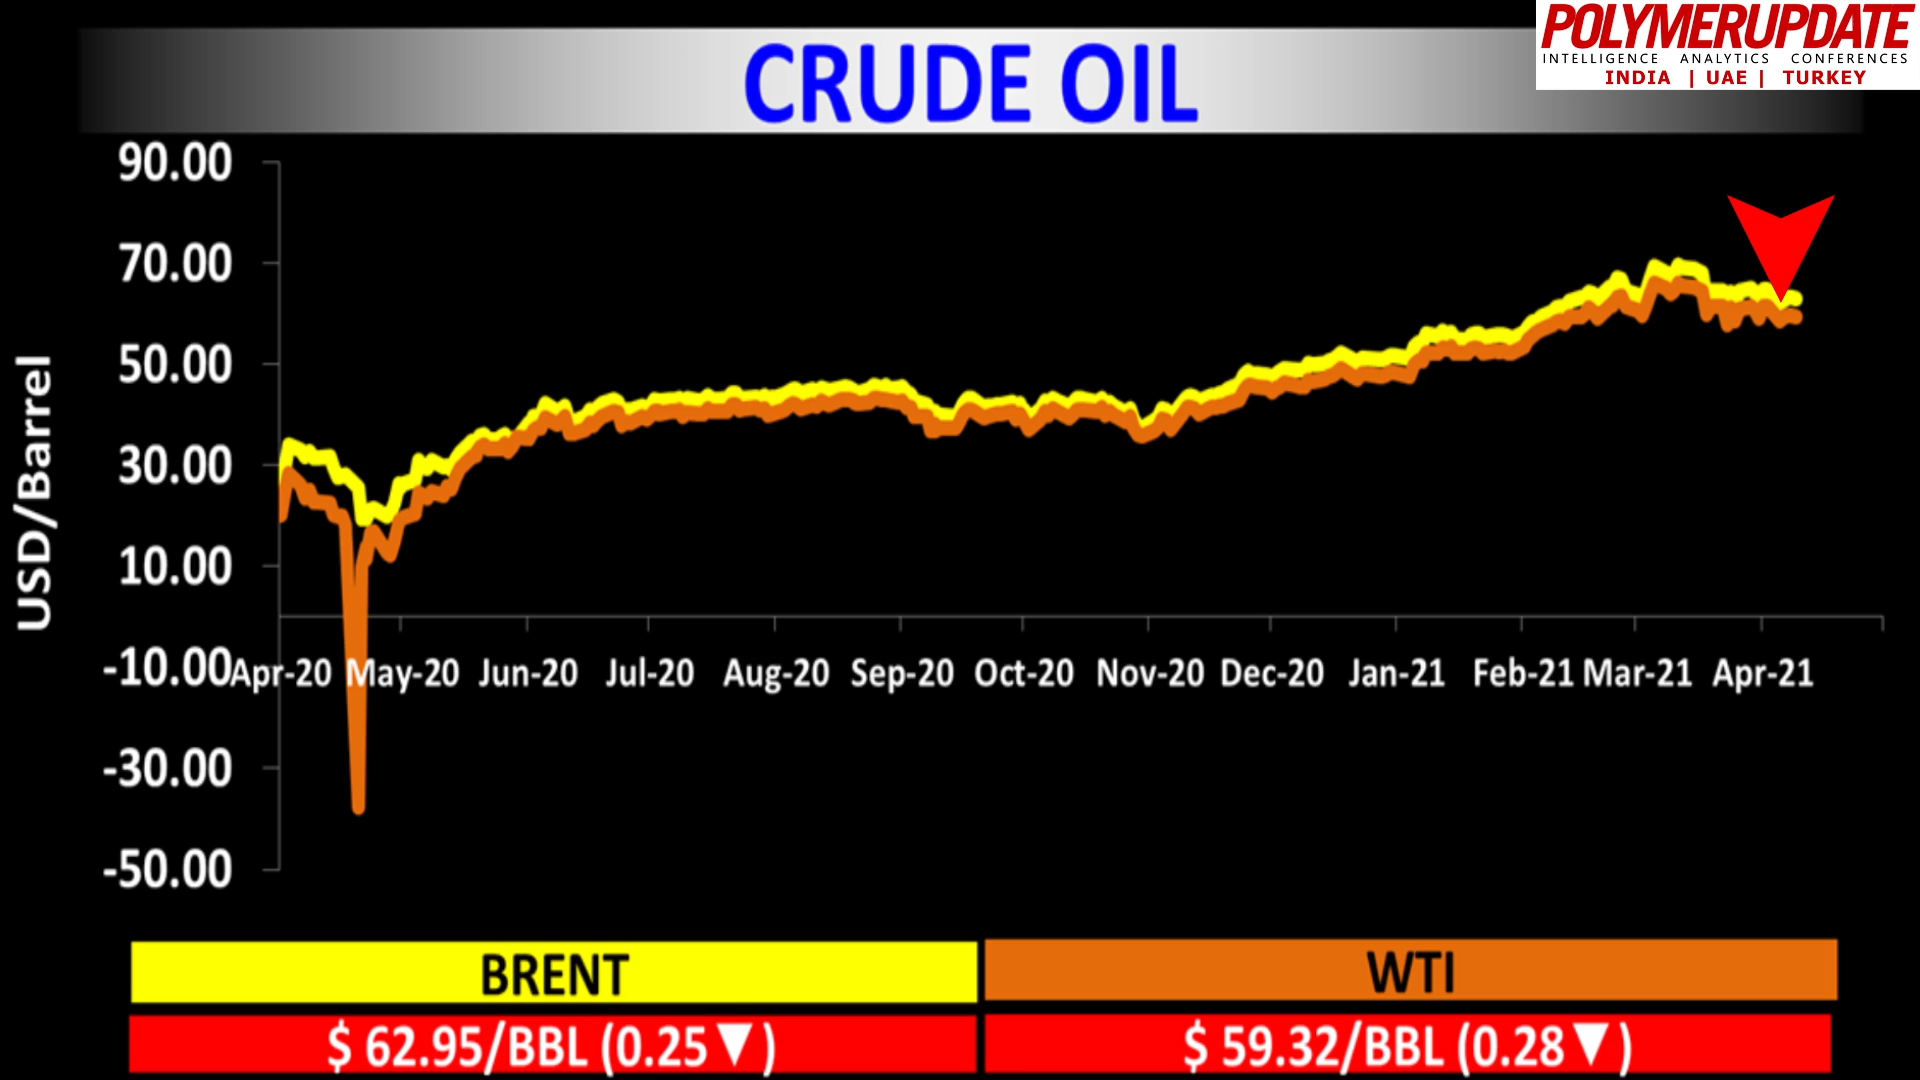 POLYMERUPDATE
INTELLIGENCE ANALYTICS CONFERENCES
INDIA | UAE | TURKEY
CRUDE OIL
USD/Barrel
90.00
70.00
50.00
30.00
10.00
-10.00
-30.00
-50.00
Apr-20 May-20 Jun-20 Jul-20 Aug-20 Sep-20 Oct-20 Nov-20 Dec-20 Jan-21 Feb-21 Mar-21 Apr-21
BRENT
WTI
$ 62.95/BBL (0.25▼)
$ 59.32/BBL (0.28▼)